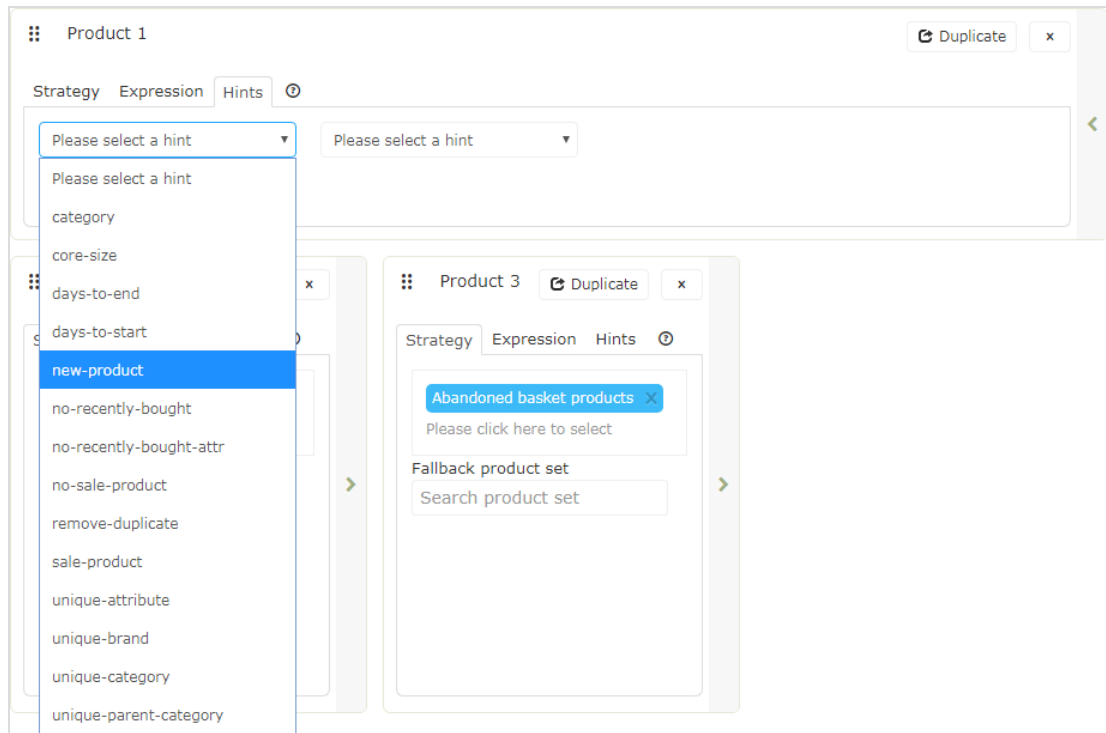 Product 1
Duplicate
x
Strategy Expression Hints ?
Please select a hint
Please select a hint
Please select a hint
category
core-size
days-to-end
days-to-start
new-product
no-recently-bought
no-recently-bought-attr
no-sale-product
remove-duplicate
sale-product
unique-attribute
unique-brand
unique-category
unique-parent-category
x
Product 3
Duplicate
x
Strategy Expression Hints ?
Abandoned basket products X
Please click here to select
Fallback product set
Search product set